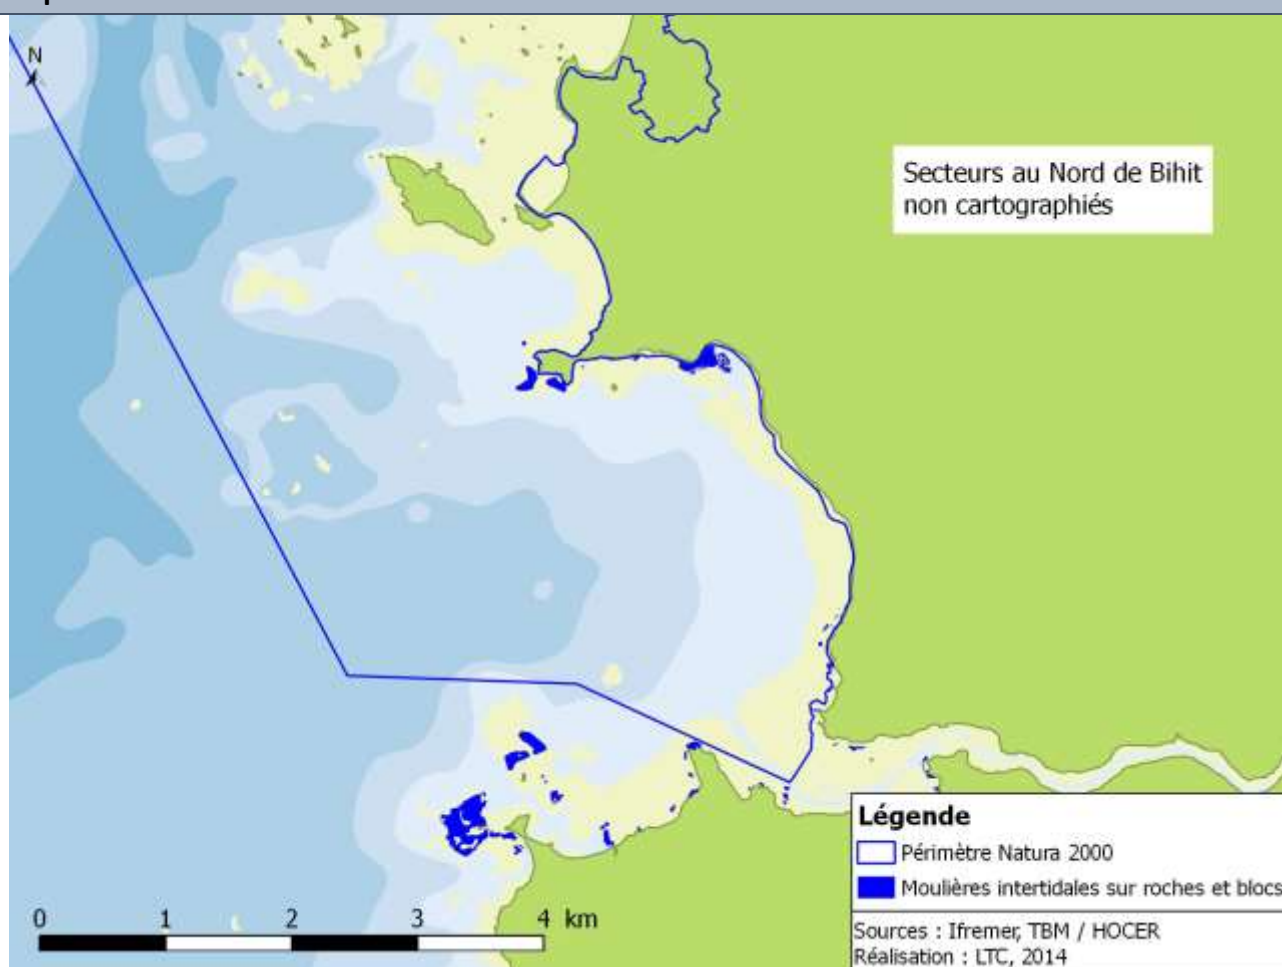 N
Secteurs au Nord de Bihit
non cartographiés
Légende
Périmètre Natura 2000
Moulières intertidales sur roches et blocs
0 1 2 3 4 km
Sources : Ifremer, TBM / HOCER
Réalisation : LTC, 2014